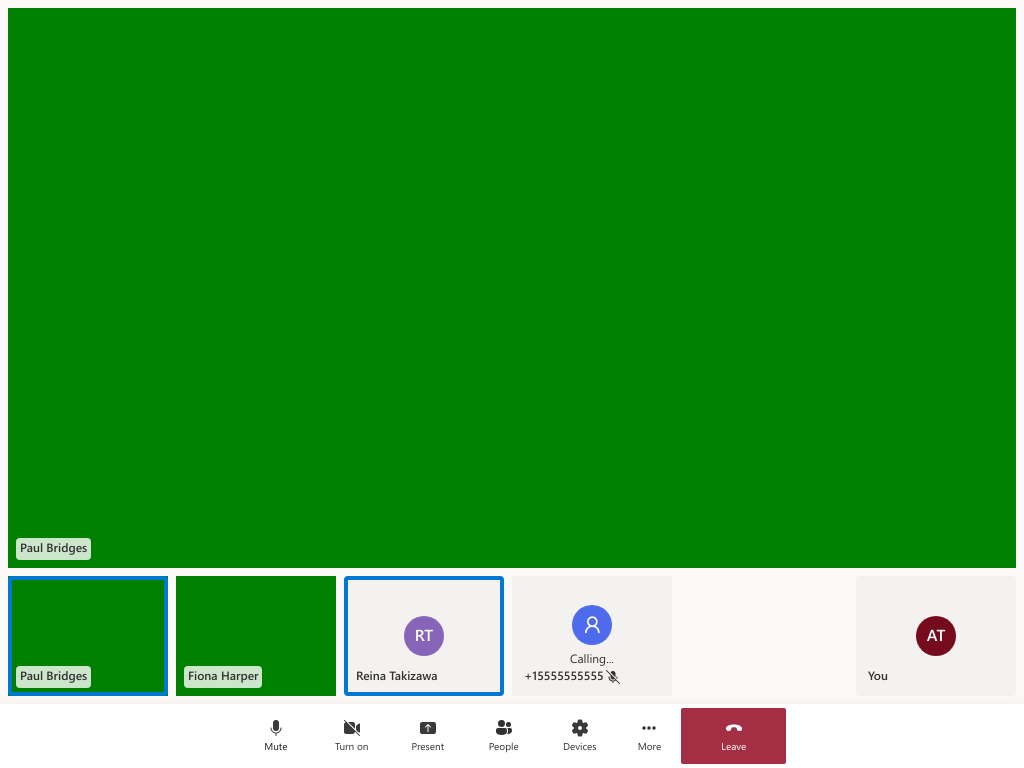 Paul Bridges
Paul Bridges
Fiona Harper
RT
Reina Takizawa
Calling...
+15555555555
AT
You
Mute
Turn on
Present
People
Devices
More
Leave